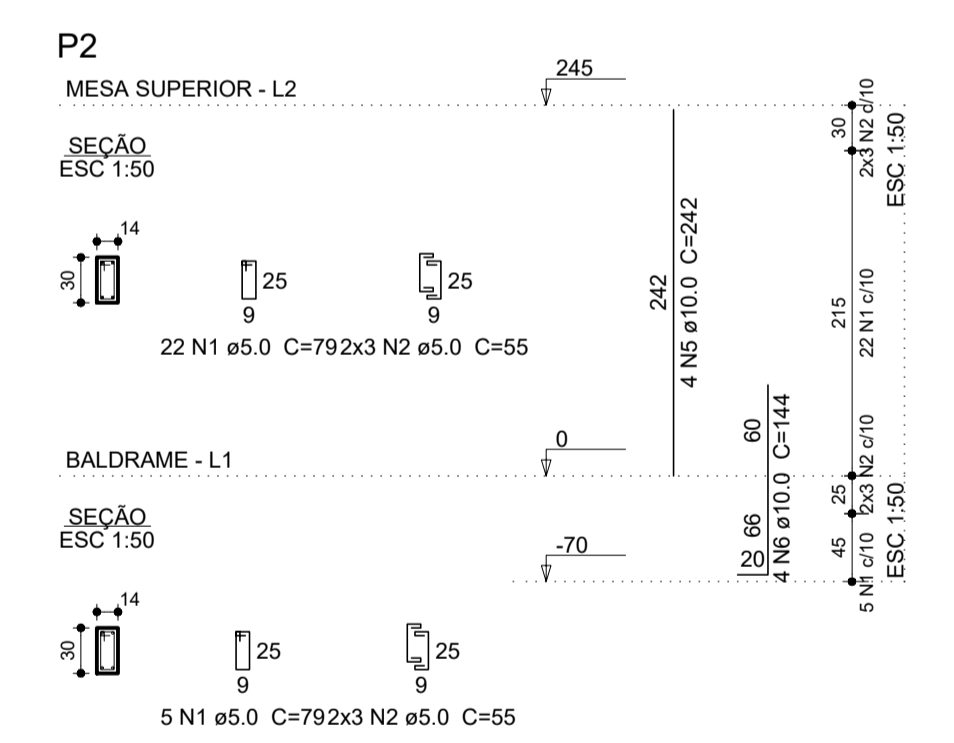 P2
MESA SUPERIOR - L2
245
SEÇÃO
ESC 1:50
14
30
25
9
25
9
22 N1 ø5.0 C=79
2x3 N2 ø5.0 C=55
242
4 N5 ø10.0 C=242
30
2x3 N2 c/10
ESC 1:50
215
22 N1 c/10
BALDRAME - L1
0
SEÇÃO
ESC 1:50
-70
60
66
20
4 N6 ø10.0 C=144
25
2x3 N2 c/10
45
5 N1 c/10
ESC 1:50
14
30
25
9
25
9
5 N1 ø5.0 C=79
2x3 N2 ø5.0 C=55